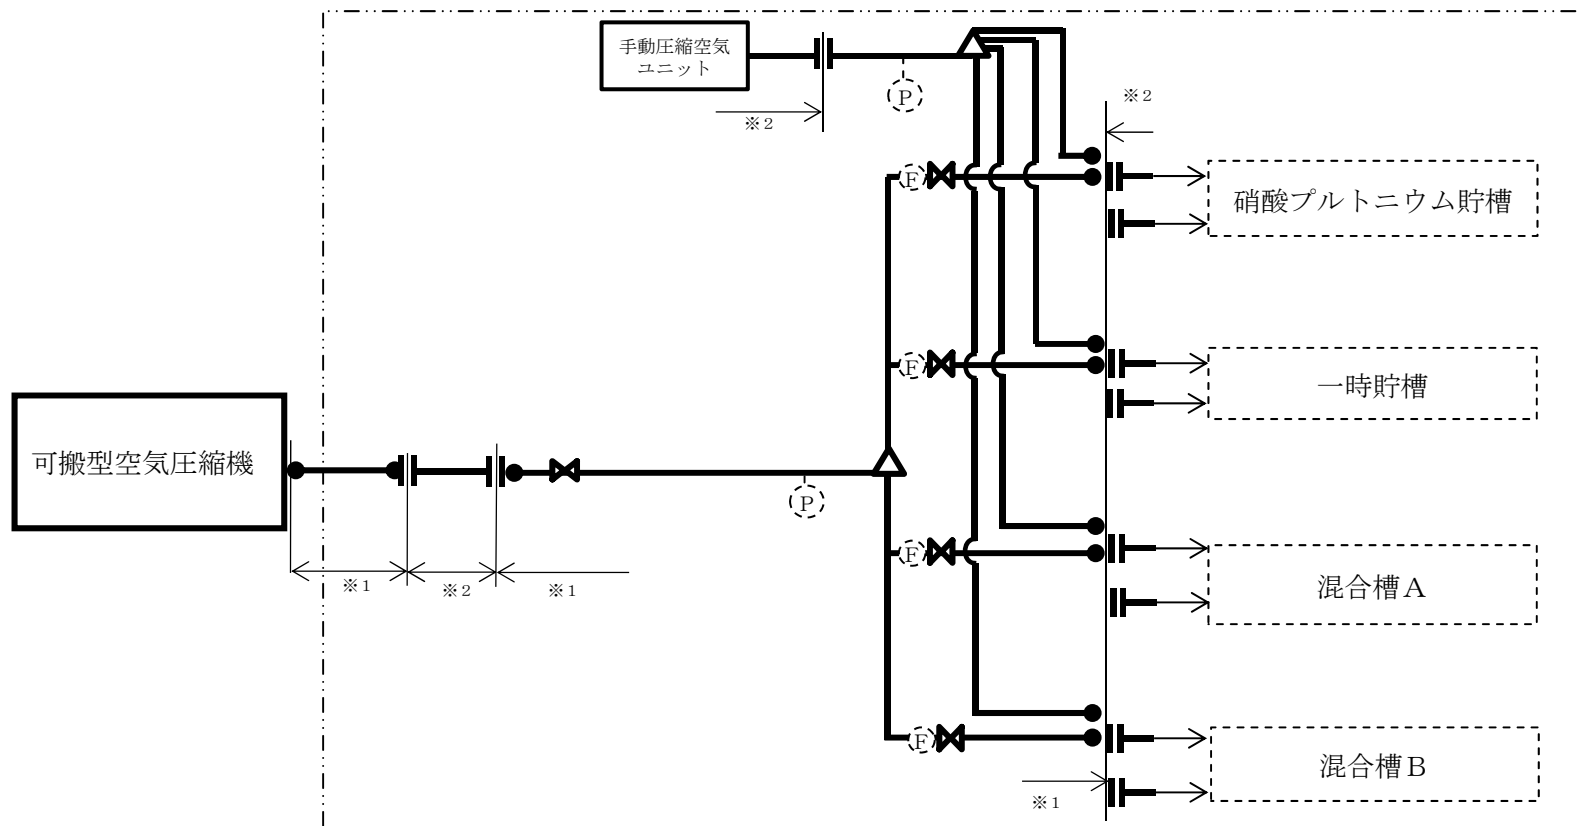 手動圧縮空気
ユニット
P
※2
※2
F
硝酸プルトニウム貯槽
F
一時貯槽
可搬型空気圧縮機
P
※1
※2
※1
F
混合槽A
F
混合槽B
※1